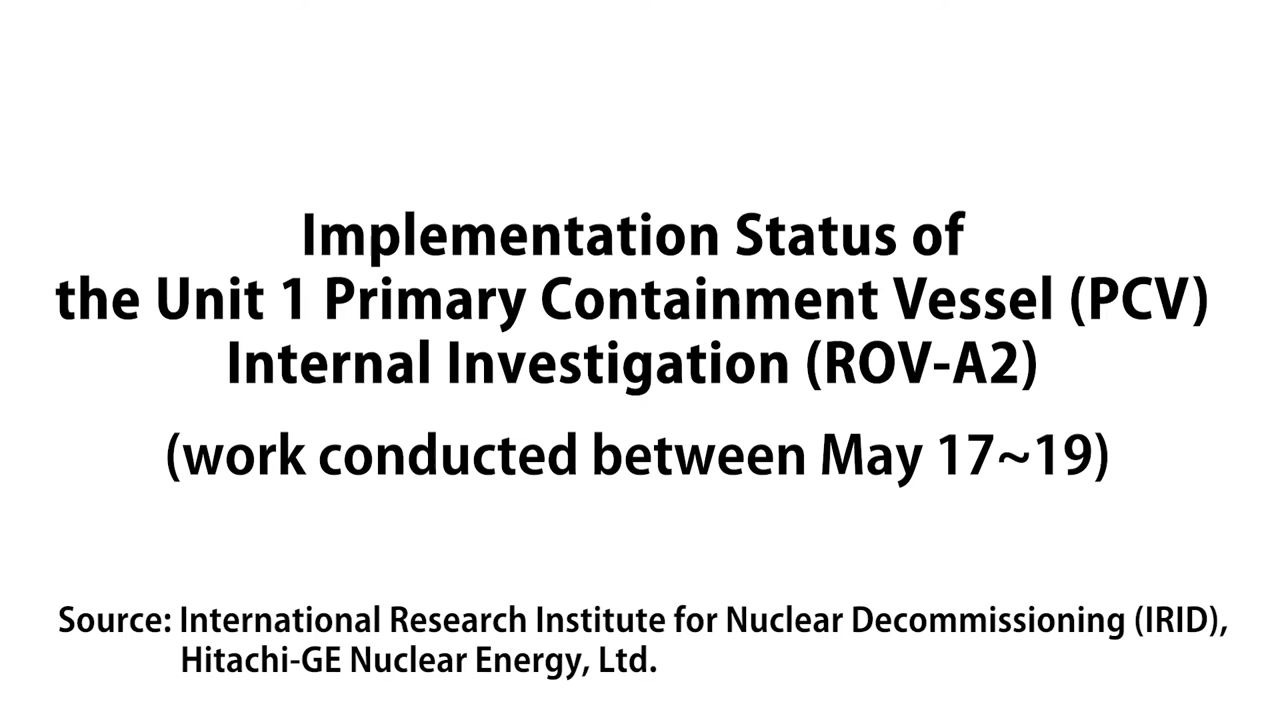 Implementation Status of
the Unit 1 Primary Containment Vessel (PCV)
Internal Investigation (ROV-A2)
(work conducted between May 17~19)
Source: International Research Institute for Nuclear Decommissioning (IRID),
Hitachi-GE Nuclear Energy, Ltd.